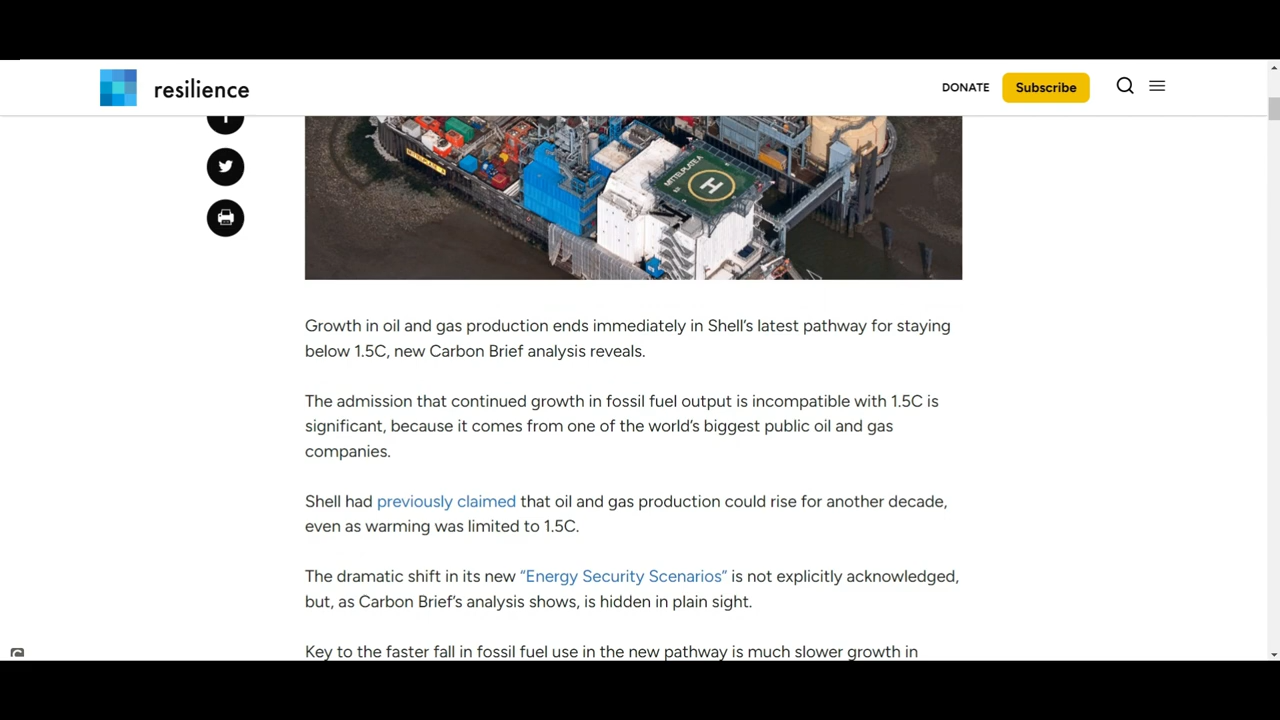 resilience
DONATE
Subscribe
MITTELPLATE A
H
Growth in oil and gas production ends immediately in Shell’s latest pathway for staying
below 1.5C, new Carbon Brief analysis reveals.
The admission that continued growth in fossil fuel output is incompatible with 1.5C is
significant, because it comes from one of the world’s biggest public oil and gas
companies.
Shell had previously claimed that oil and gas production could rise for another decade,
even as warming was limited to 1.5C.
The dramatic shift in its new “Energy Security Scenarios” is not explicitly acknowledged,
but, as Carbon Brief’s analysis shows, is hidden in plain sight.
Key to the faster fall in fossil fuel use in the new pathway is much slower growth in